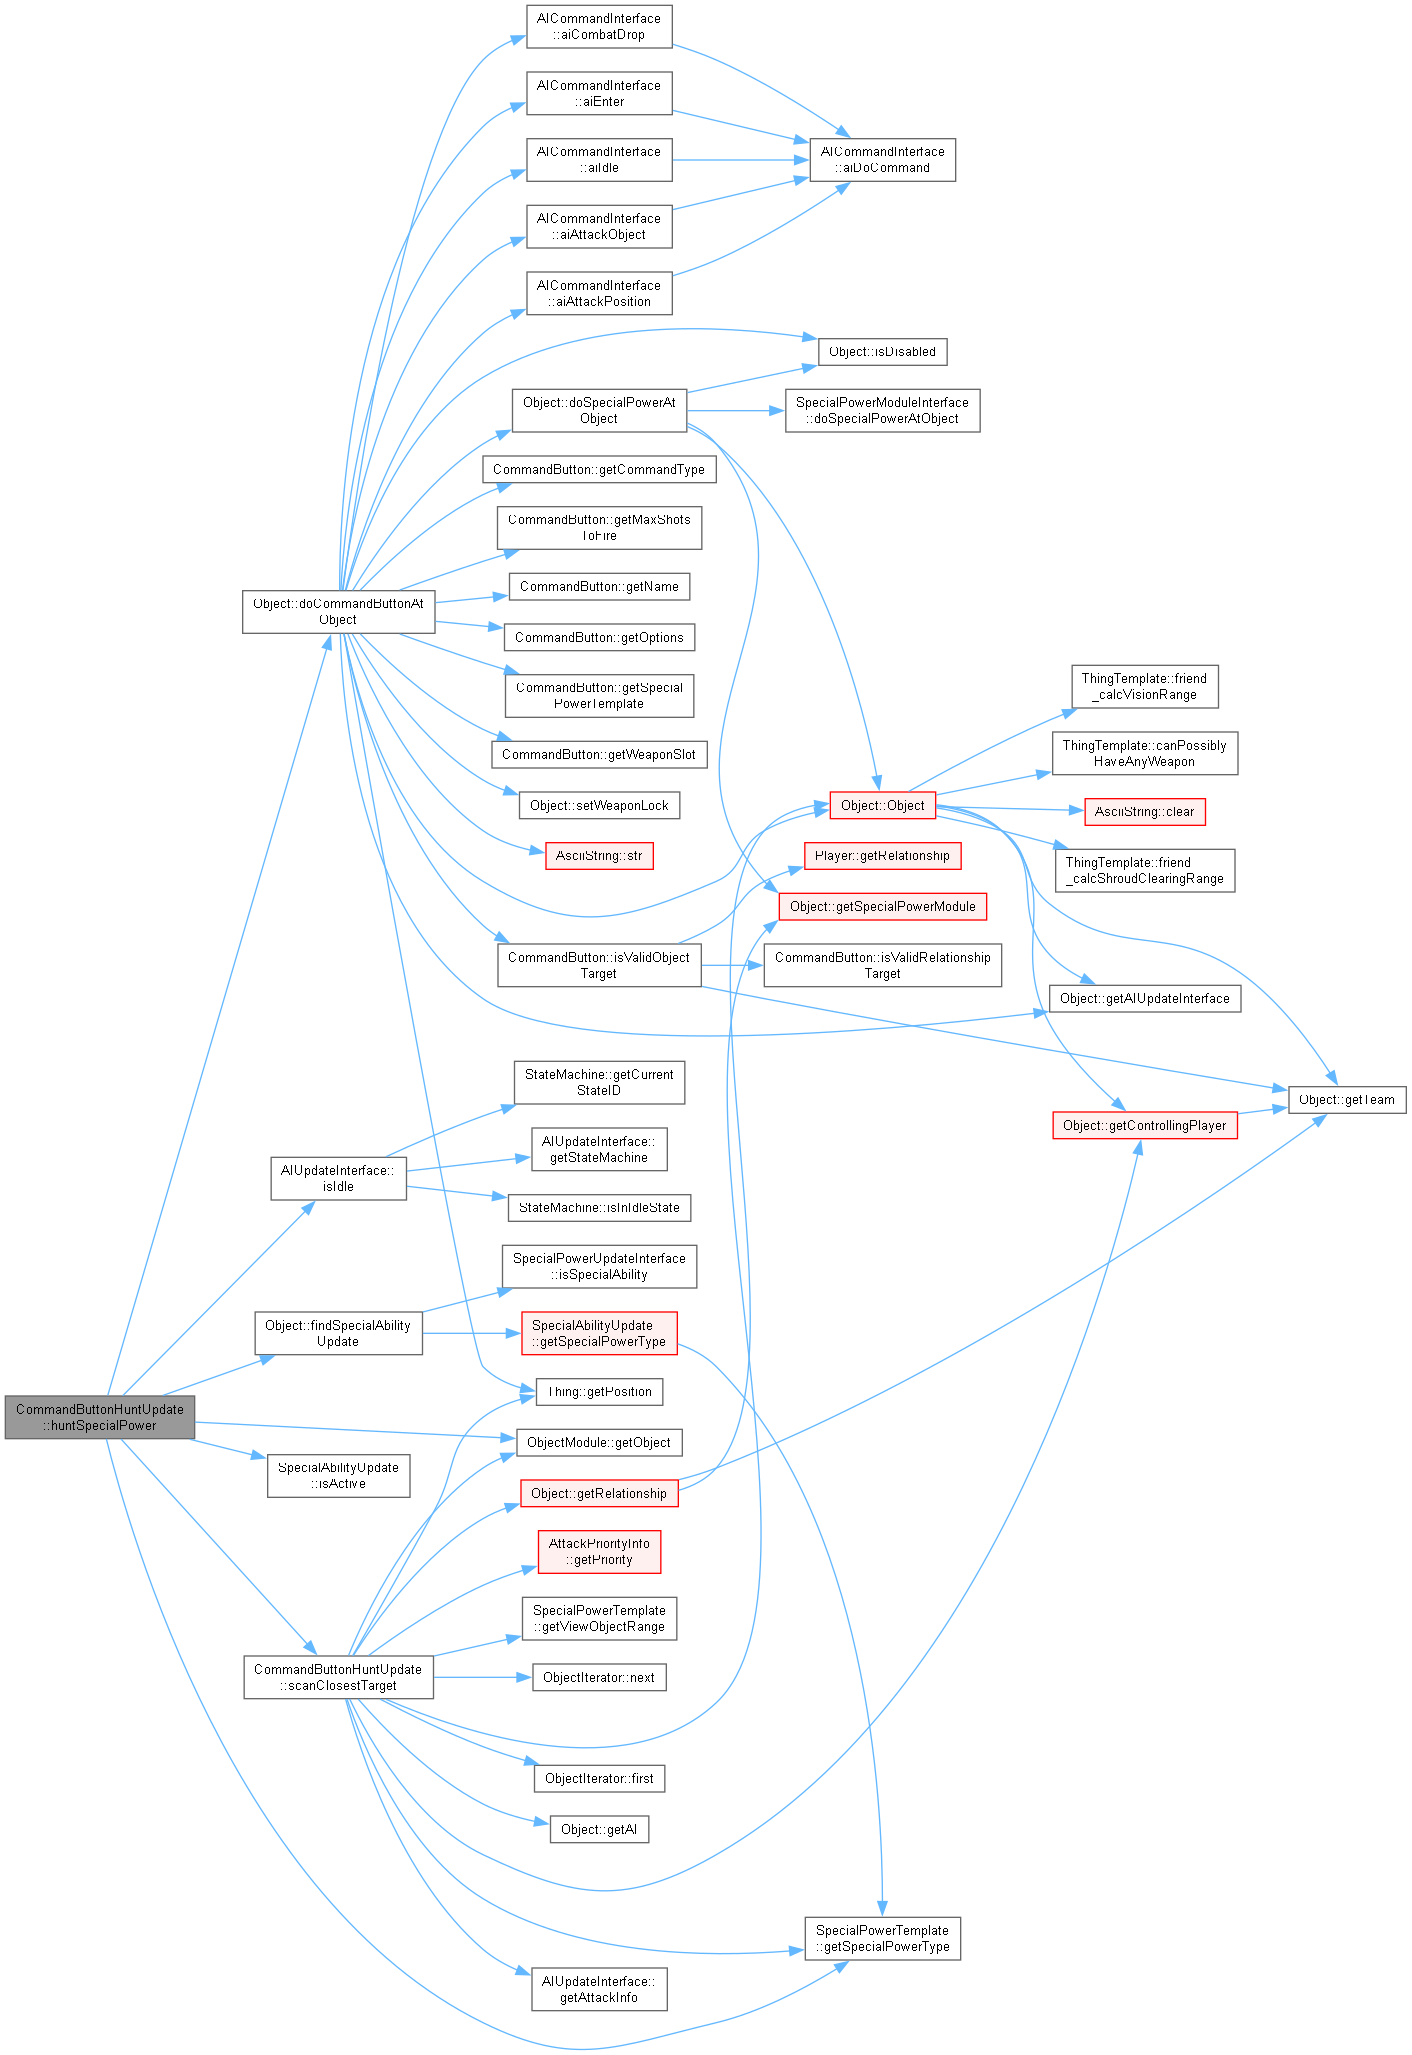 AICommandInterface
::aiCombatDrop
AICommandInterface
::aiEnter
AICommandInterface
::aiIdle
AICommandInterface
::aiDoCommand
AICommandInterface
::aiAttackObject
AICommandInterface
::aiAttackPosition
Object::isDisabled
Object::doSpecialPowerAt
Object
SpecialPowerModuleInterface
::doSpecialPowerAtObject
CommandButton::getCommandType
CommandButton::getMaxShots
ToFire
CommandButton::getName
Object::doCommandButtonAt
Object
CommandButton::getOptions
CommandButton::getSpecial
PowerTemplate
ThingTemplate::friend
_calcVisionRange
CommandButton::getWeaponSlot
ThingTemplate::canPossibly
HaveAnyWeapon
Object::setWeaponLock
Object::Object
AsciiString::clear
AsciiString::str
Player::getRelationship
ThingTemplate::friend
_calcShroudClearingRange
Object::getSpecialPowerModule
CommandButton::isValidObject
Target
CommandButton::isValidRelationship
Target
Object::getAIUpdateInterface
StateMachine::getCurrent
StateID
Object::getTeam
Object::getControllingPlayer
AIUpdateInterface::
getStateMachine
AIUpdateInterface::
isIdle
StateMachine::isInIdleState
SpecialPowerUpdateInterface
::isSpecialAbility
Object::findSpecialAbility
Update
SpecialAbilityUpdate
::getSpecialPowerType
Thing::getPosition
CommandButtonHuntUpdate
::huntSpecialPower
ObjectModule::getObject
SpecialAbilityUpdate
::isActive
Object::getRelationship
AttackPriorityInfo
::getPriority
SpecialPowerTemplate
::getViewObjectRange
CommandButtonHuntUpdate
::scanClosestTarget
ObjectIterator::next
ObjectIterator::first
Object::getAI
SpecialPowerTemplate
::getSpecialPowerType
AIUpdateInterface::
getAttackInfo